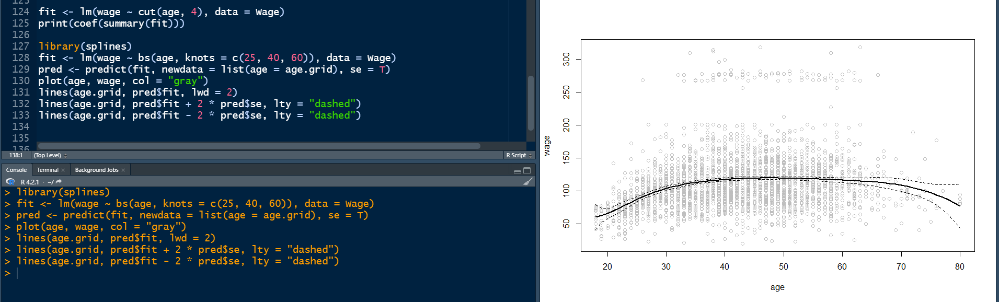 123
124 fit <- lm(wage ~ cut(age, 4), data = Wage)
125 print(coef(summary(fit)))
126
127 library(splines)
128 fit <- lm(wage ~ bs(age, knots = c(25, 40, 60)), data = Wage)
129 pred <- predict(fit, newdata = list(age = age.grid), se = T)
130 plot(age, wage, col = "gray")
131 lines(age.grid, pred$fit, lwd = 2)
132 lines(age.grid, pred$fit + 2 * pred$se, lty = "dashed")
133 lines(age.grid, pred$fit - 2 * pred$se, lty = "dashed")
134
135
136
138:1 (Top Level) R Script
Console Terminal Background Jobs
R 4.2.1 · ~/
> library(splines)
> fit <- lm(wage ~ bs(age, knots = c(25, 40, 60)), data = Wage)
> pred <- predict(fit, newdata = list(age = age.grid), se = T)
> plot(age, wage, col = "gray")
> lines(age.grid, pred$fit, lwd = 2)
> lines(age.grid, pred$fit + 2 * pred$se, lty = "dashed")
> lines(age.grid, pred$fit - 2 * pred$se, lty = "dashed")
>
wage
300
250
200
150
100
50
20 30 40 50 60 70 80
age